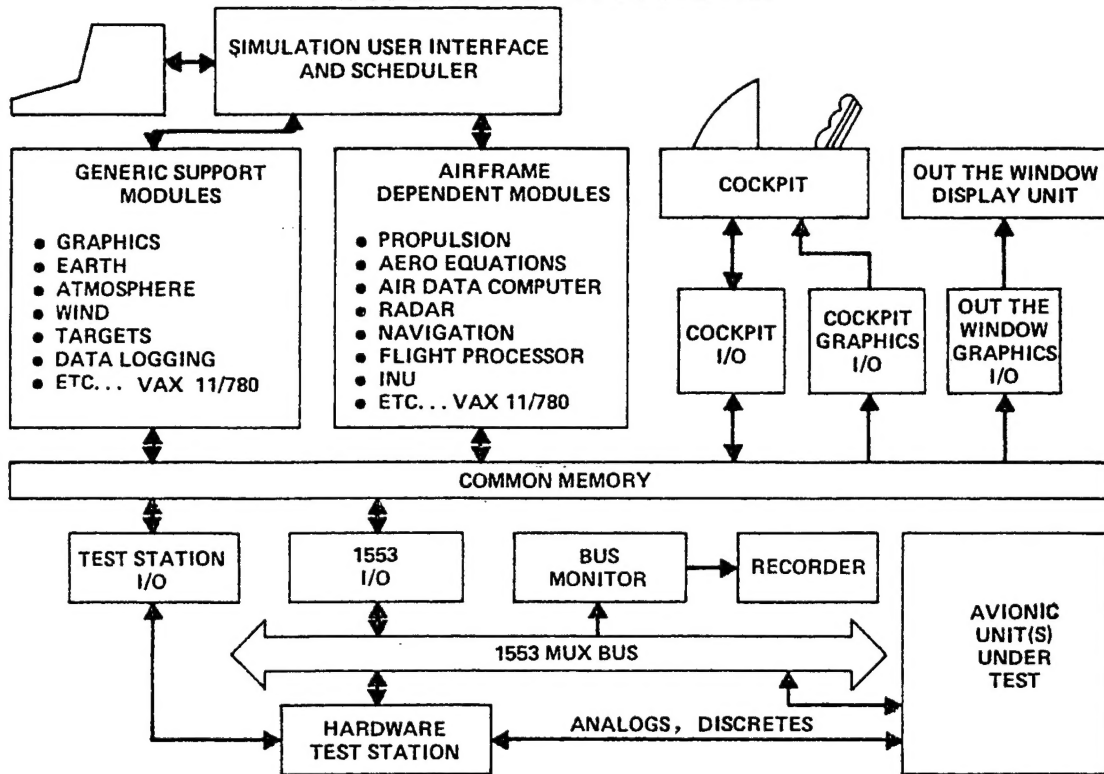 SIMULATION USER INTERFACE
AND SCHEDULER
GENERIC SUPPORT
MODULES
● GRAPHICS
● EARTH
● ATMOSPHERE
● WIND
● TARGETS
● DATA LOGGING
● ETC... VAX 11/780
AIRFRAME
DEPENDENT MODULES
● PROPULSION
● AERO EQUATIONS
● AIR DATA COMPUTER
● RADAR
● NAVIGATION
● FLIGHT PROCESSOR
● INU
● ETC... VAX 11/780
COCKPIT
OUT THE WINDOW
DISPLAY UNIT
COCKPIT
I/O
COCKPIT
GRAPHICS
I/O
OUT THE
WINDOW
GRAPHICS
I/O
COMMON MEMORY
TEST STATION
I/O
1553
I/O
BUS
MONITOR
RECORDER
AVIONIC
UNIT(S)
UNDER
TEST
1553 MUX BUS
HARDWARE
TEST STATION
ANALOGS, DISCRETES